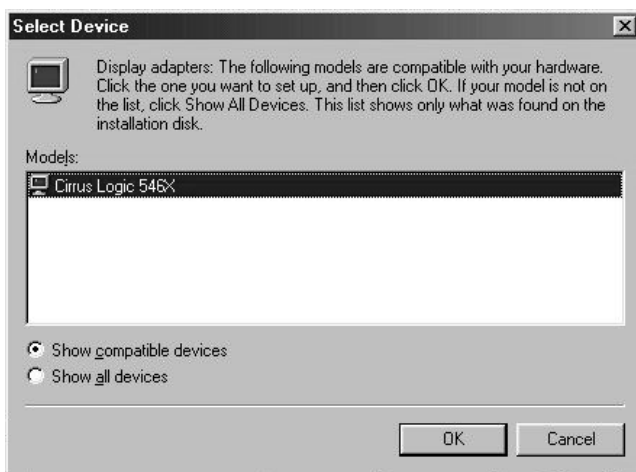 Select Device
Display adapters: The following models are compatible with your hardware.
Click the one you want to set up, and then click OK. If your model is not on
the list, click Show All Devices. This list shows only what was found on the
installation disk.
Models:
Cirrus Logic 546X
Show compatible devices
Show all devices
OK
Cancel